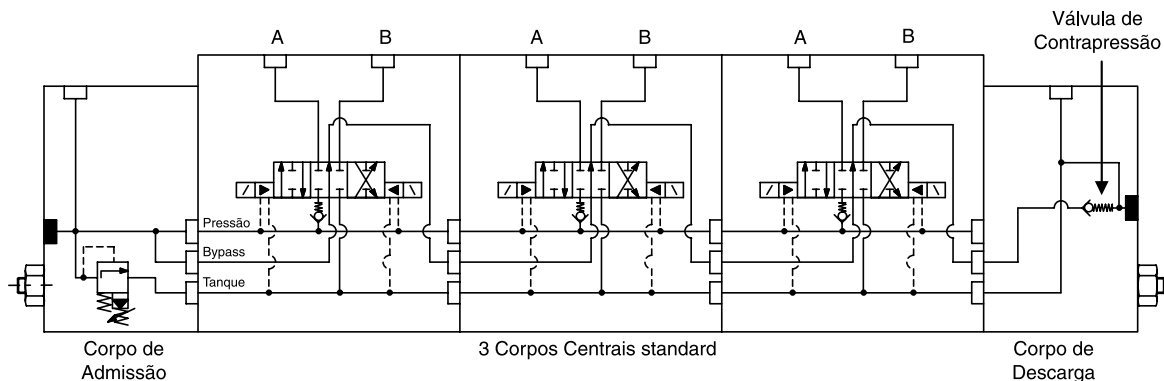 Válvula de
Contrapressão
A B A B A B
Pressão
Bypass
Tanque
Corpo de
Admissão
3 Corpos Centrais standard
Corpo de
Descarga